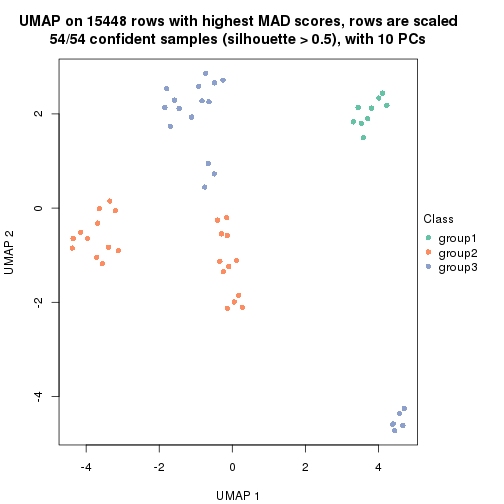 UMAP on 15448 rows with highest MAD scores, rows are scaled
54/54 confident samples (silhouette > 0.5), with 10 PCs
2
0
-2
-4
UMAP 2
-4
-2
0
2
4
UMAP 1
Class
group1
group2
group3